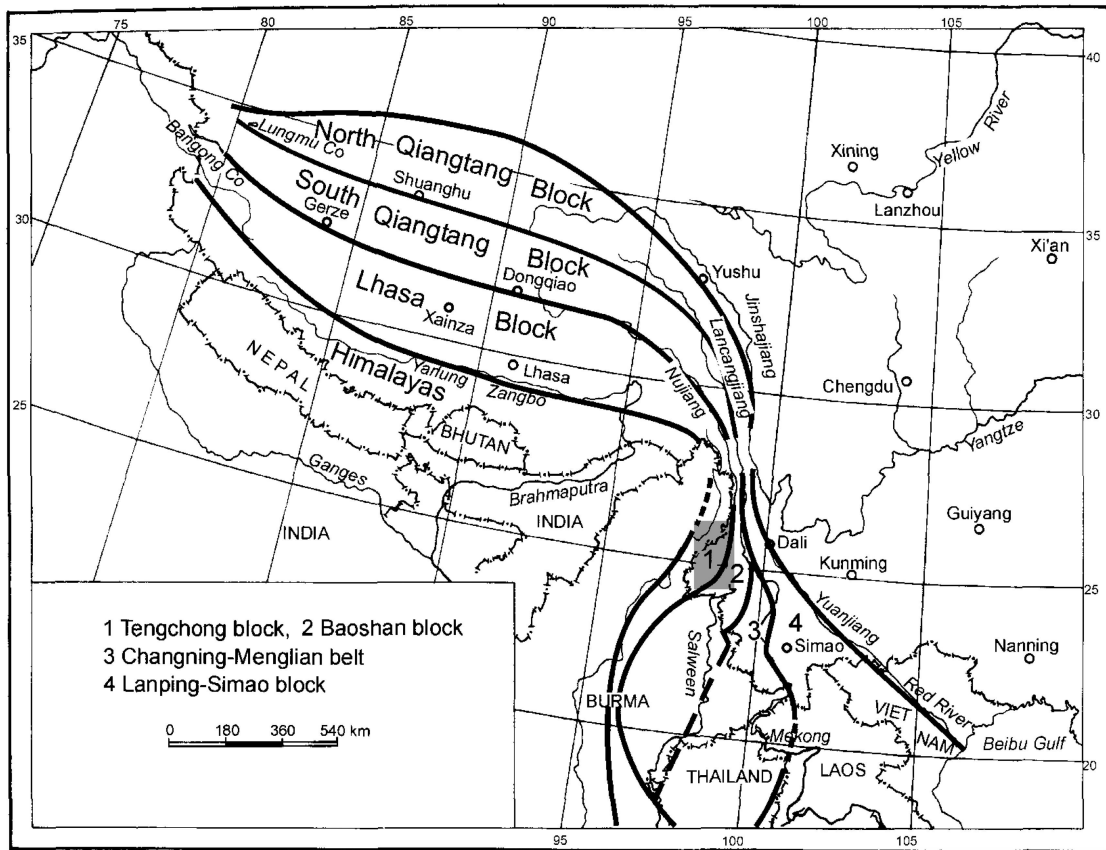 75 80 85 90 95 100 105
35
40
North Qiangtang Block
Lungmu Co
Bangong Co
Shuanghu
South Qiangtang Block
Gerze
Dongqiao
Lhasa Block
Xainza
Lhasa
Himalayas
Yarlung Zangbo
NEPAL
BHUTAN
Ganges
Brahmaputra
INDIA
INDIA
Nujiang
Lancangjiang
Jinshajiang
Yushu
Xining
Yellow River
Lanzhou
Xi'an
30
35
Chengdu
30
Yangtze
25
Guiyang
Dali
Kunming
25
1
2
3
4
Simao
Yuanjiang
Red River
Nanning
Salween
BURMA
VIET NAM
Mekong
Beibu Gulf
THAILAND
LAOS
20
1 Tengchong block, 2 Baoshan block
3 Changning-Menglian belt
4 Lanping-Simao block
0 180 360 540 km
95 100 105